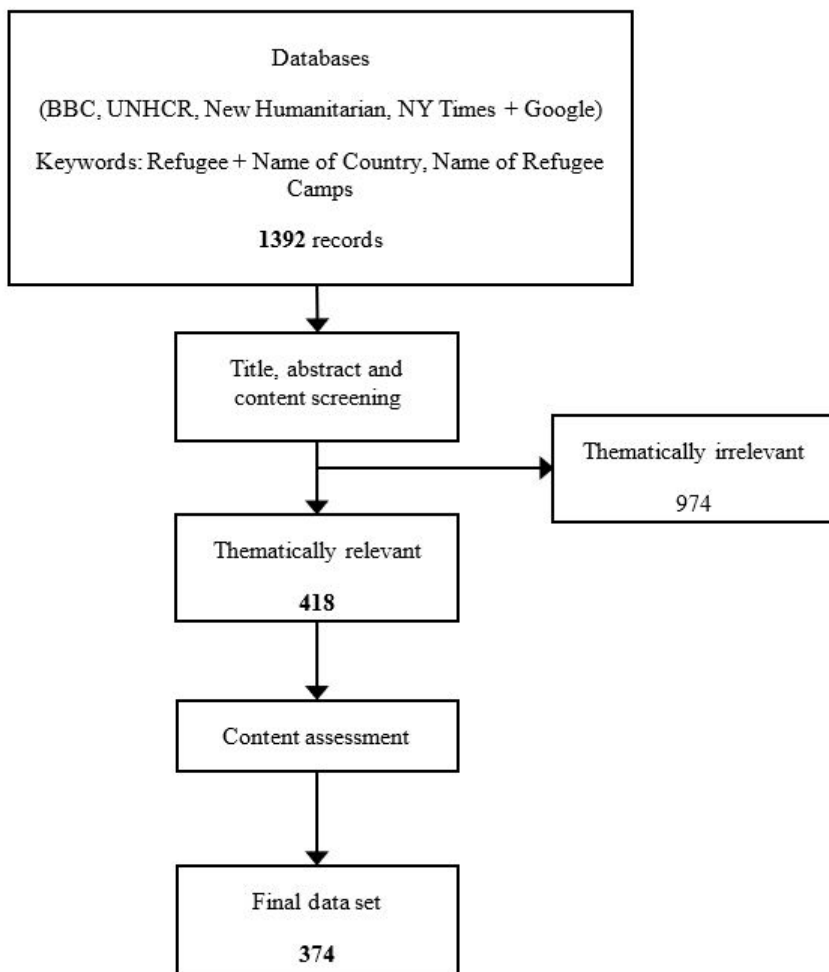 Databases
(BBC, UNHCR, New Humanitarian, NY Times + Google)
Keywords: Refugee + Name of Country, Name of Refugee
Camps
1392 records
Title, abstract and
content screening
Thematically irrelevant
974
Thematically relevant
418
Content assessment
Final data set
374